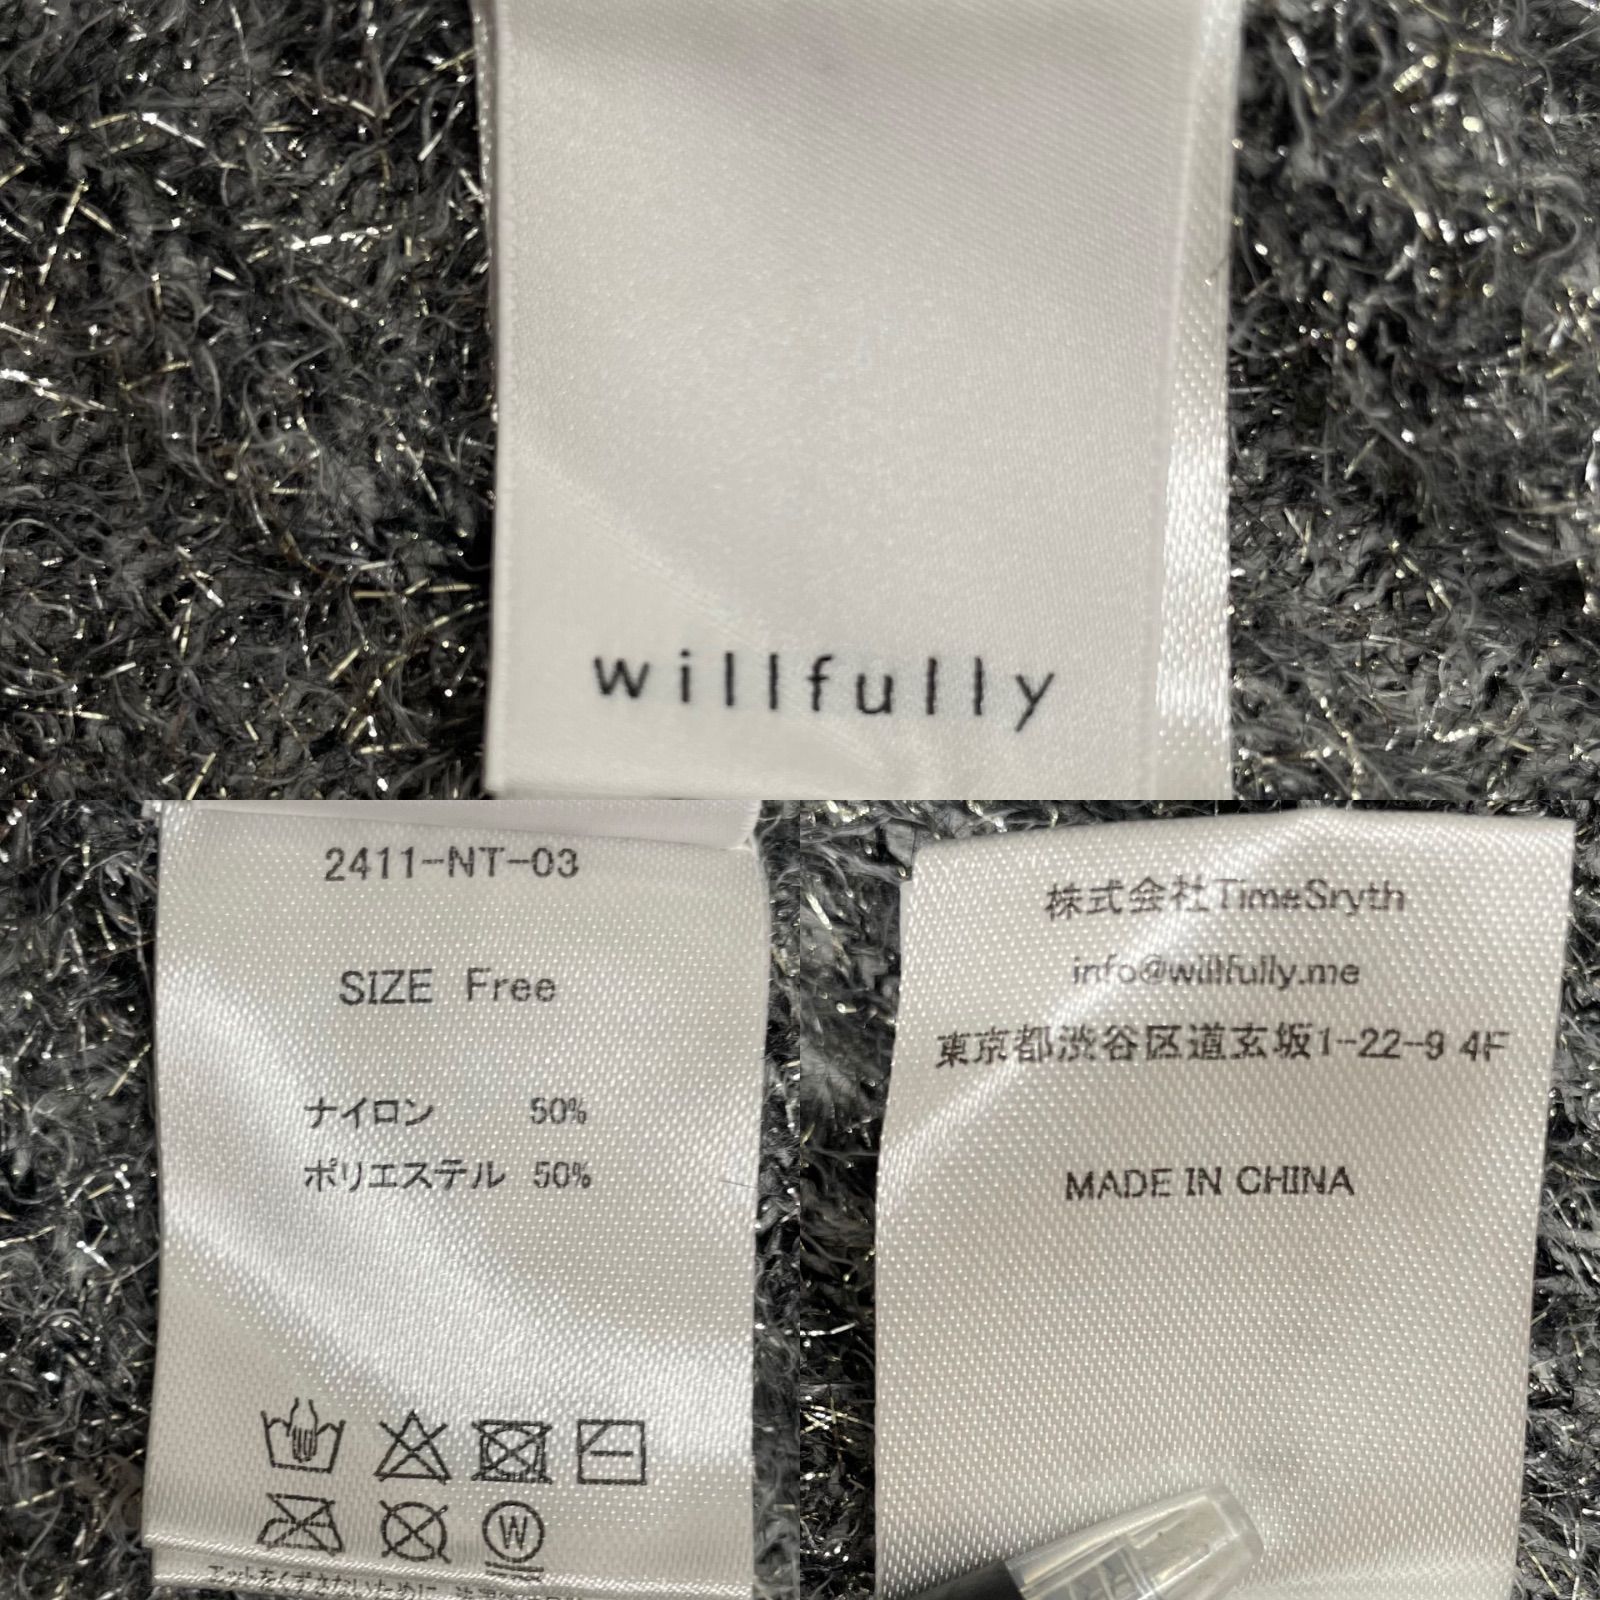 willfully
2411-NT-03
SIZE Free
ナイロン 50%
ポリエステル 50%
W
株式会社TimeSryth
info@willfully.me
東京都渋谷区道玄坂1-22-9 4F
MADE IN CHINA